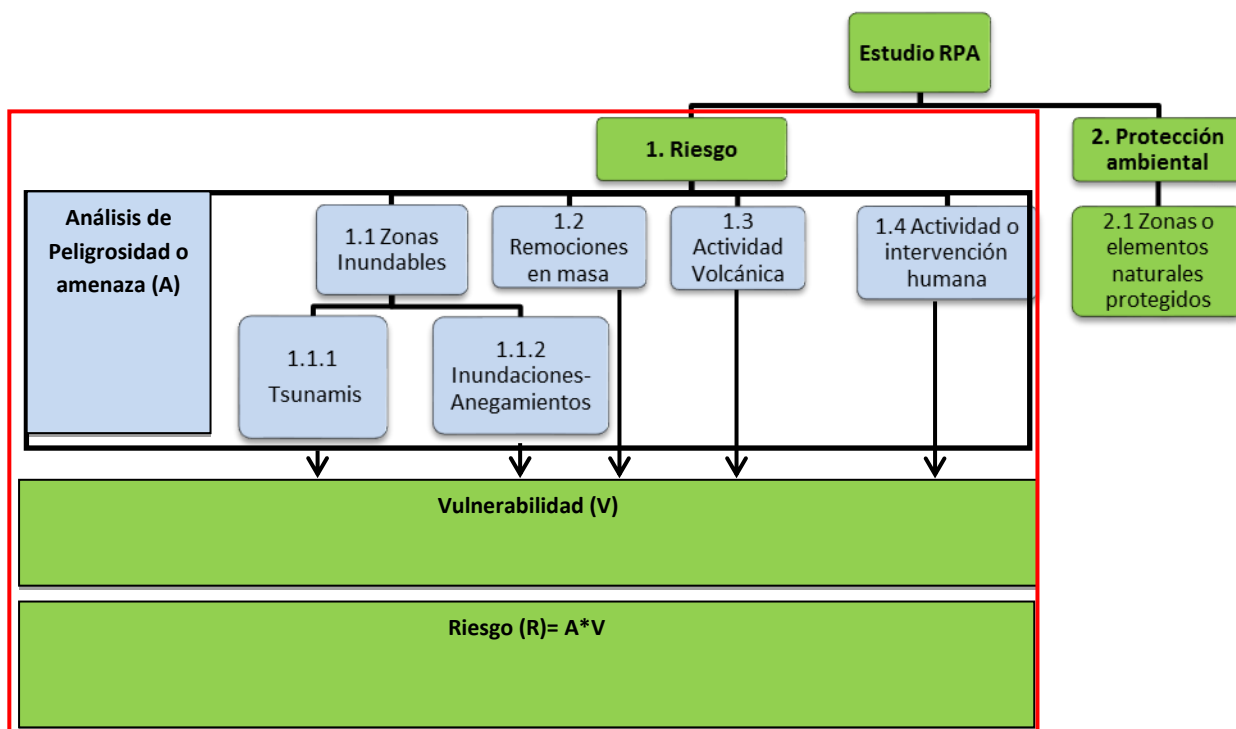 Estudio RPA
1. Riesgo
2. Protección
ambiental
Análisis de
Peligrosidad o
amenaza (A)
1.1 Zonas
Inundables
1.2
Remociones
en masa
1.3
Actividad
Volcánica
1.4 Actividad o
intervención
humana
2.1 Zonas o
elementos
naturales
protegidos
1.1.1
Tsunamis
1.1.2
Inundaciones-
Anegamientos
Vulnerabilidad (V)
Riesgo (R)= A*V